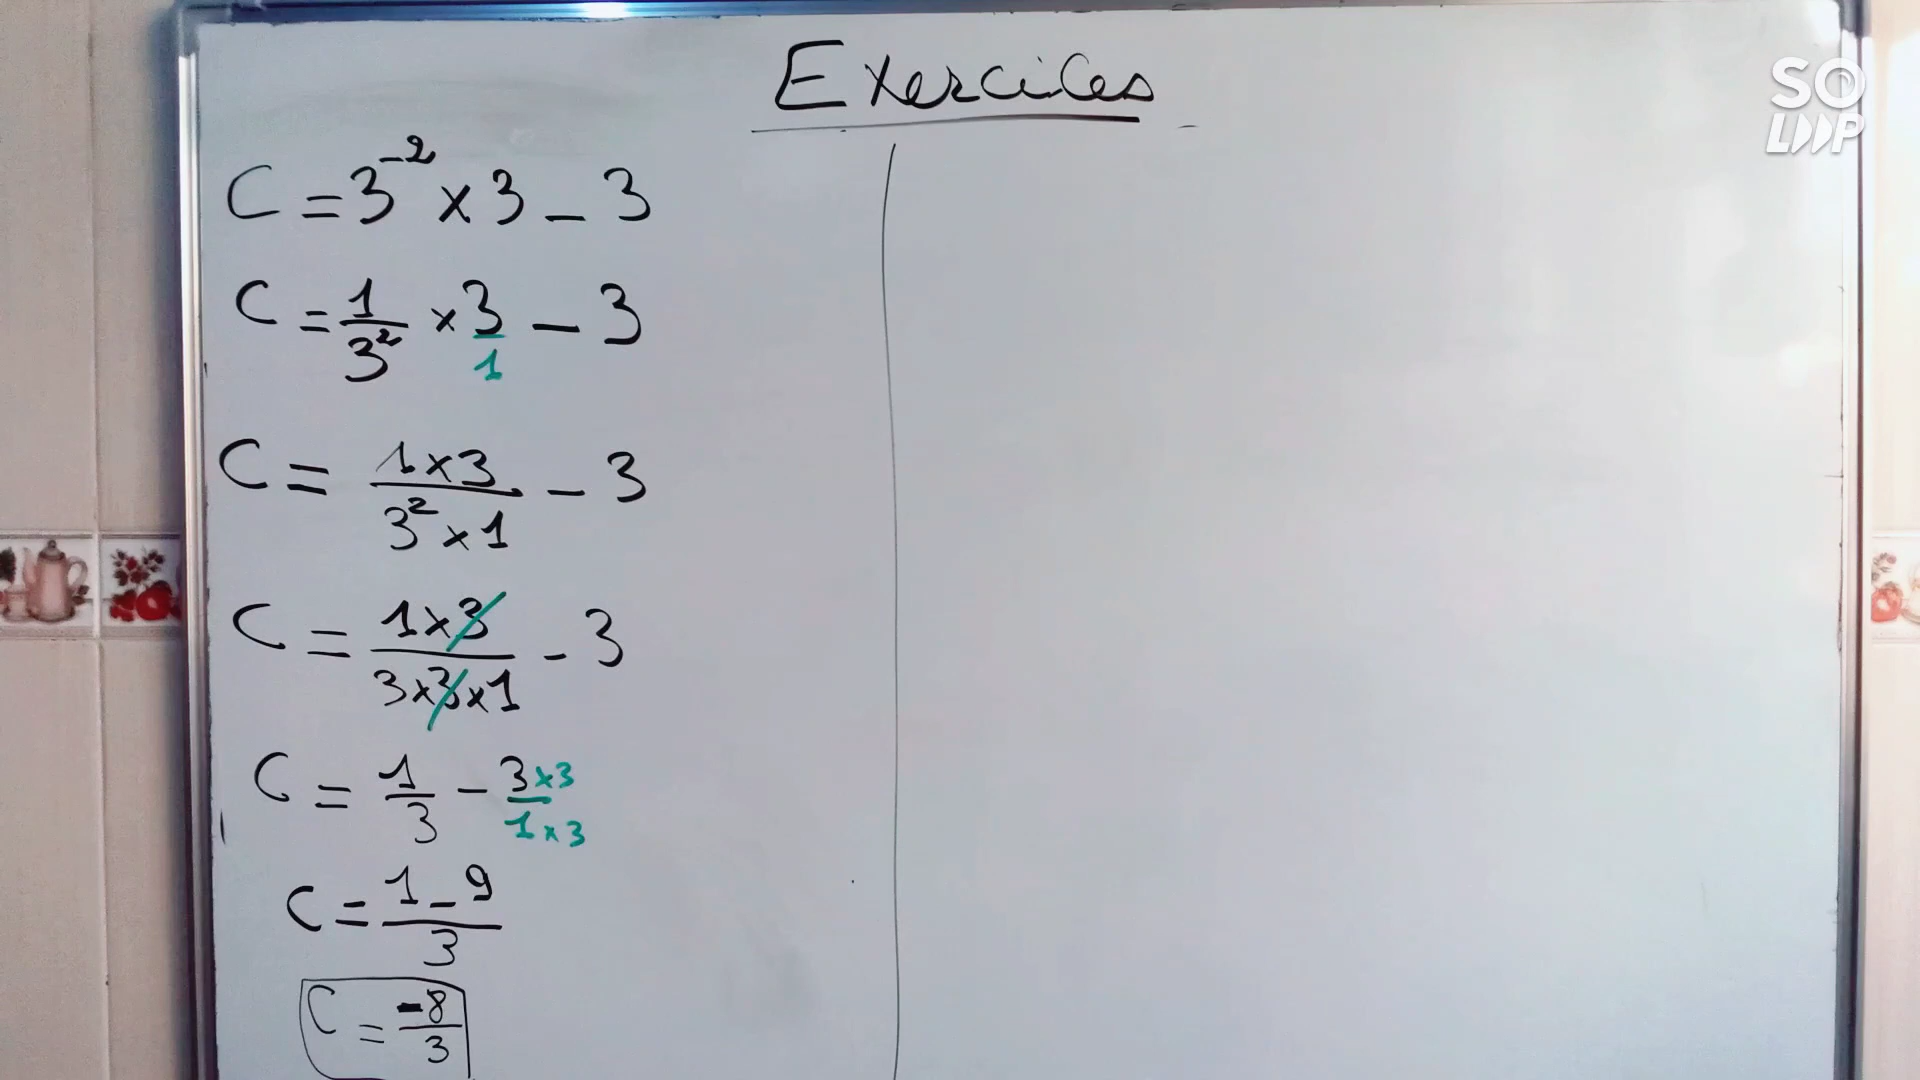 Exercices
SO
LOOP
C = 3⁻² × 3 - 3
C = 1/3² × 3/1 - 3
C = (1×3)/(3²×1) - 3
C = (1×3)/(3×3×1) - 3
C = 1/3 - (3×3)/(1×3)
C = (1-9)/3
C = -8/3